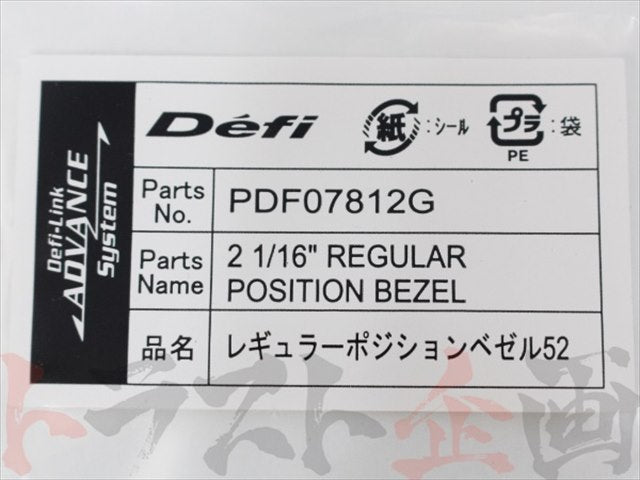 Defi-Link
ADVANCE
System
Défi 紙 :シール プラ :袋
PE
Parts No. PDF07812G
Parts Name 2 1/16" REGULAR
POSITION BEZEL
品名 レギュラーポジションベゼル52
トラスト企画